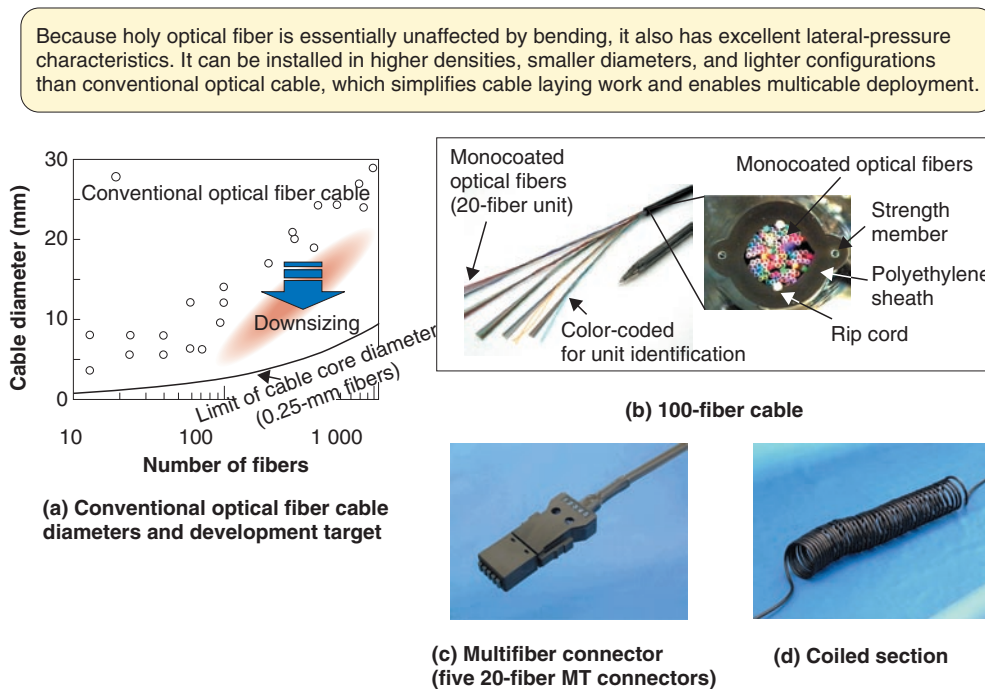 Because holy optical fiber is essentially unaffected by bending, it also has excellent lateral-pressure
characteristics. It can be installed in higher densities, smaller diameters, and lighter configurations
than conventional optical cable, which simplifies cable laying work and enables multicable deployment.
30
20
10
0
Cable diameter (mm)
Conventional optical fiber cable
Downsizing
Limit of cable core diameter
(0.25-mm fibers)
10
100
1 000
Number of fibers
(a) Conventional optical fiber cable
diameters and development target
Monocoated
optical fibers
(20-fiber unit)
Color-coded
for unit identification
Monocoated optical fibers
Strength
member
Polyethylene
sheath
Rip cord
(b) 100-fiber cable
(c) Multifiber connector
(five 20-fiber MT connectors)
(d) Coiled section